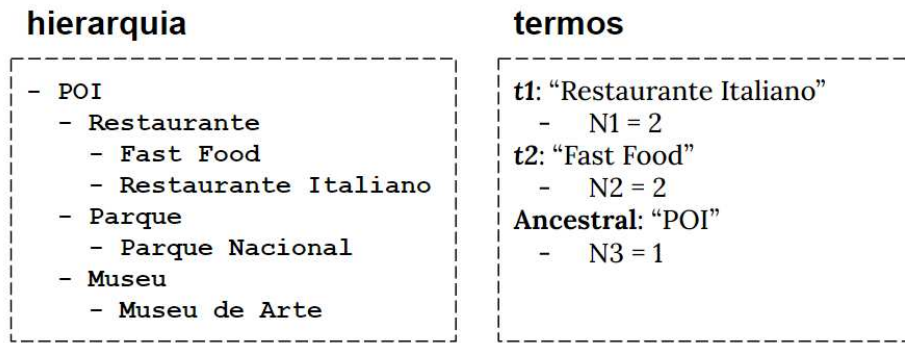 hierarquia
- POI
- Restaurante
- Fast Food
- Restaurante Italiano
- Parque
- Parque Nacional
- Museu
- Museu de Arte
termos
t1: “Restaurante Italiano”
- N1 = 2
t2: “Fast Food”
- N2 = 2
Ancestral: “POI”
- N3 = 1